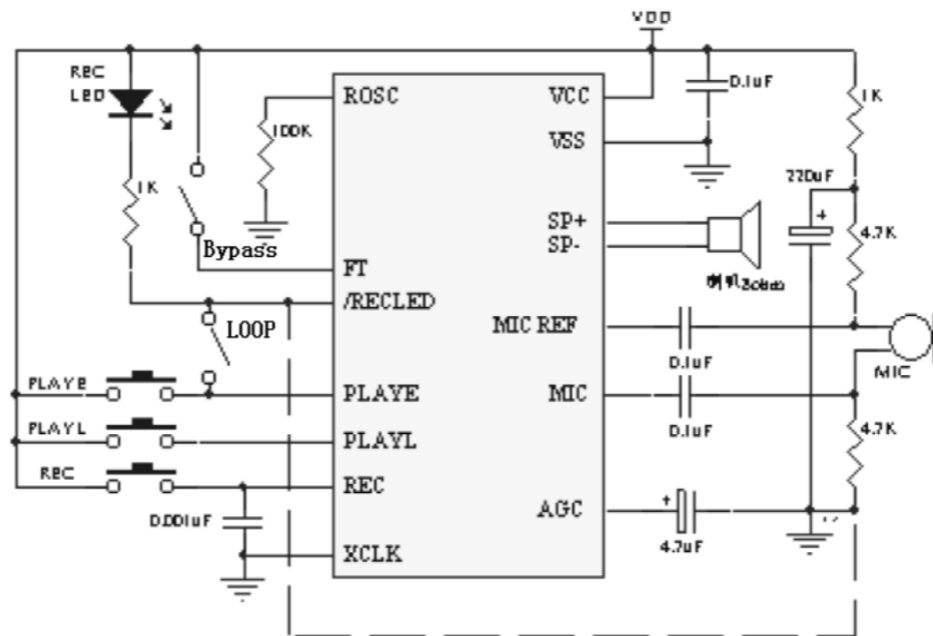 VDD
REC
LED
ROSC
VCC
0.1uF
1K
100K
VSS
1K
220uF
+
SP+
SP-
4.7K
Bypass
FT
8ohm
/RECLED
LOOP
MIC REF
0.1uF
MIC
PLAYE
PLAYE
MIC
PLAYL
PLAYL
0.1uF
4.7K
REC
REC
0.001uF
AGC
+
4.7uF
XCLK